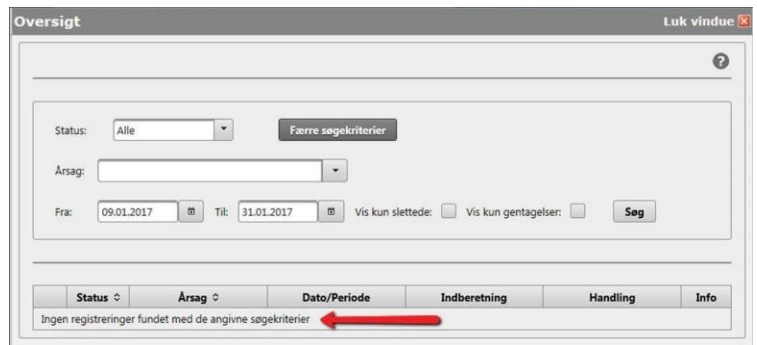 Oversigt Luk vindue
Status: Alle Færre søgekriterier
Årsag:
Fra: 09.01.2017 Til: 31.01.2017 Vis kun slettede: Vis kun gentagelser: Søg
Status Årsag Dato/Periode Indberetning Handling Info
Ingen registreringer fundet med de angivne søgekriterier